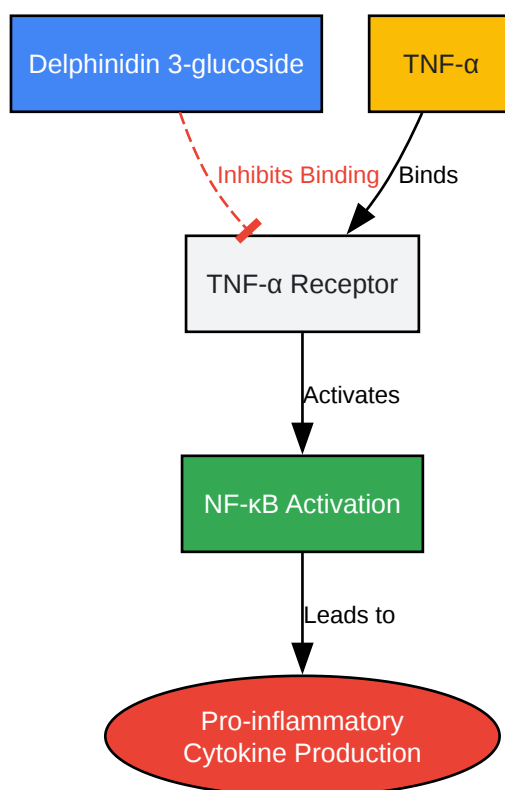 Delphinidin 3-glucoside
TNF-α
Inhibits Binding
Binds
TNF-α Receptor
Activates
NF-κB Activation
Leads to
Pro-inflammatory
Cytokine Production